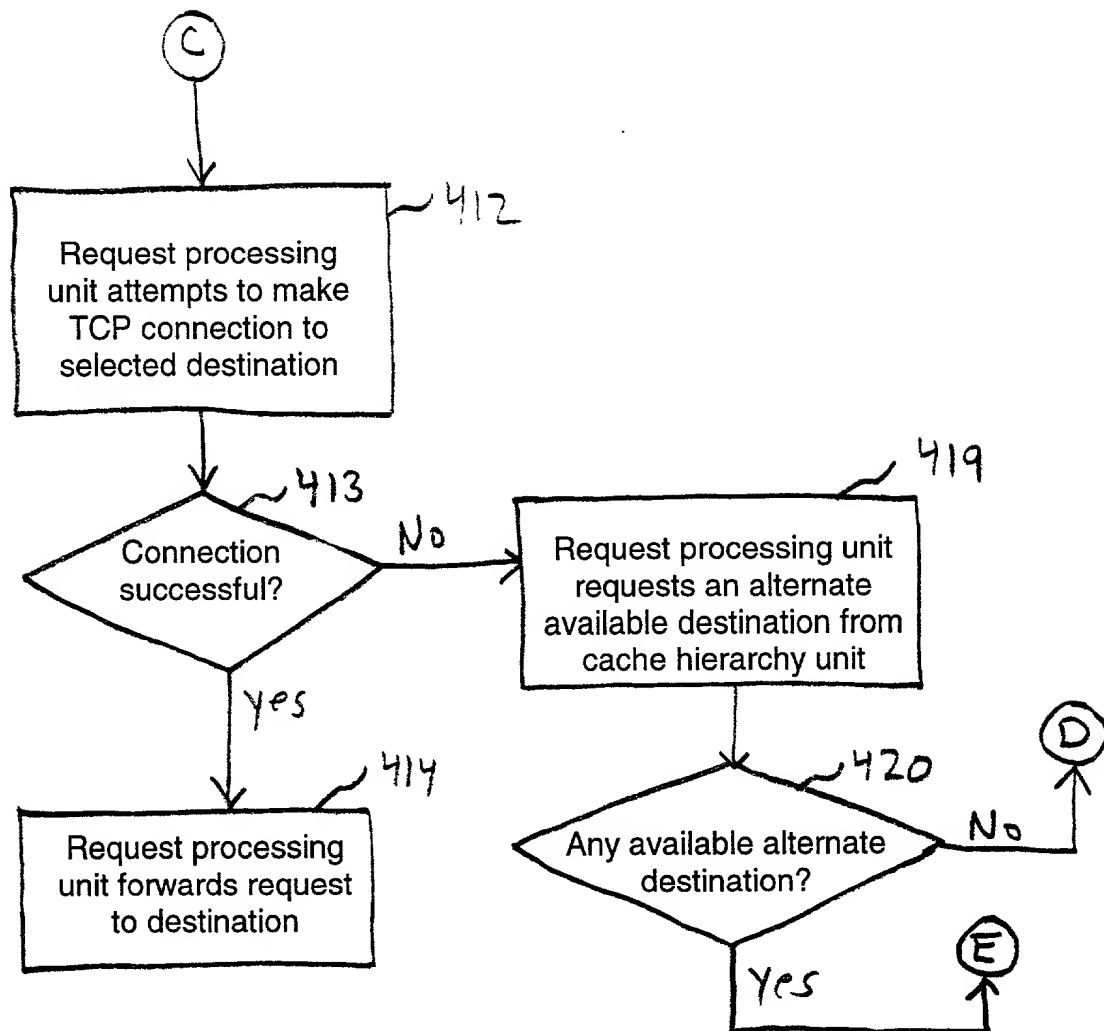 C
412
Request processing
unit attempts to make
TCP connection to
selected destination
413
Connection
successful?
No
yes
419
Request processing unit
requests an alternate
available destination from
cache hierarchy unit
414
Request processing
unit forwards request
to destination
420
Any available alternate
destination?
No
D
Yes
E